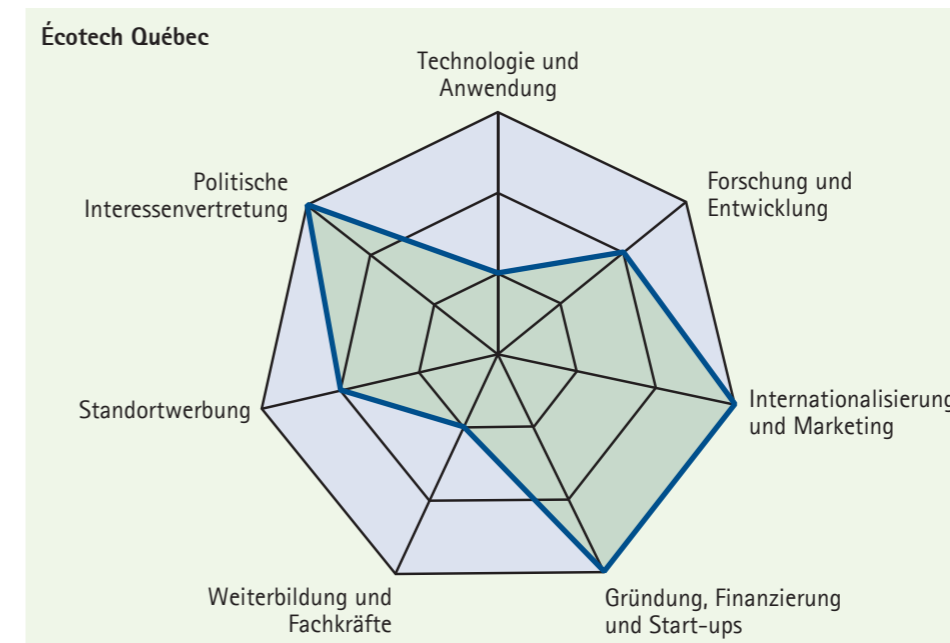 Écotech Québec
Technologie und
Anwendung
Forschung und
Entwicklung
Internationalisierung
und Marketing
Gründung, Finanzierung
und Start-ups
Weiterbildung und
Fachkräfte
Standortwerbung
Politische
Interessenvertretung